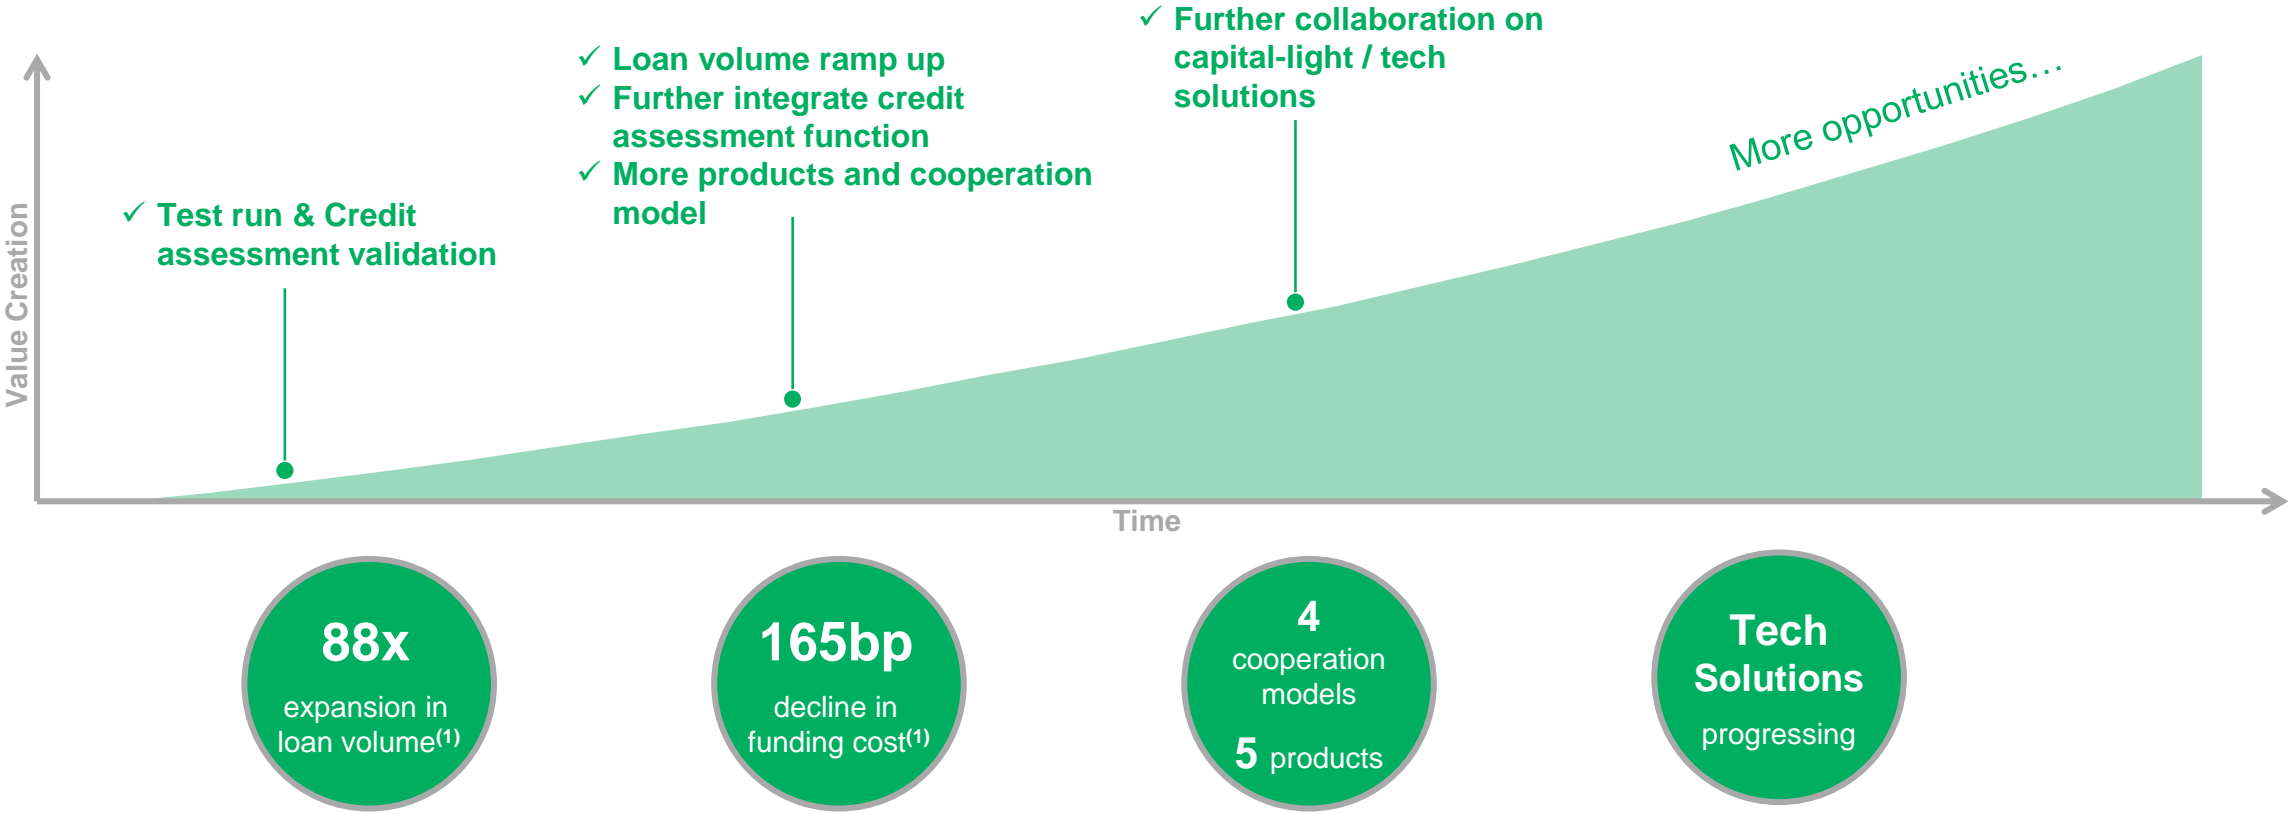 ✓ Further collaboration on
capital-light / tech
solutions
✓ Loan volume ramp up
✓ Further integrate credit
assessment function
✓ More products and cooperation
model
✓ Test run & Credit
assessment validation
More opportunities…
Value Creation
Time
88x
expansion in
loan volume(1)
165bp
decline in
funding cost(1)
4
cooperation
models
5 products
Tech
Solutions
progressing